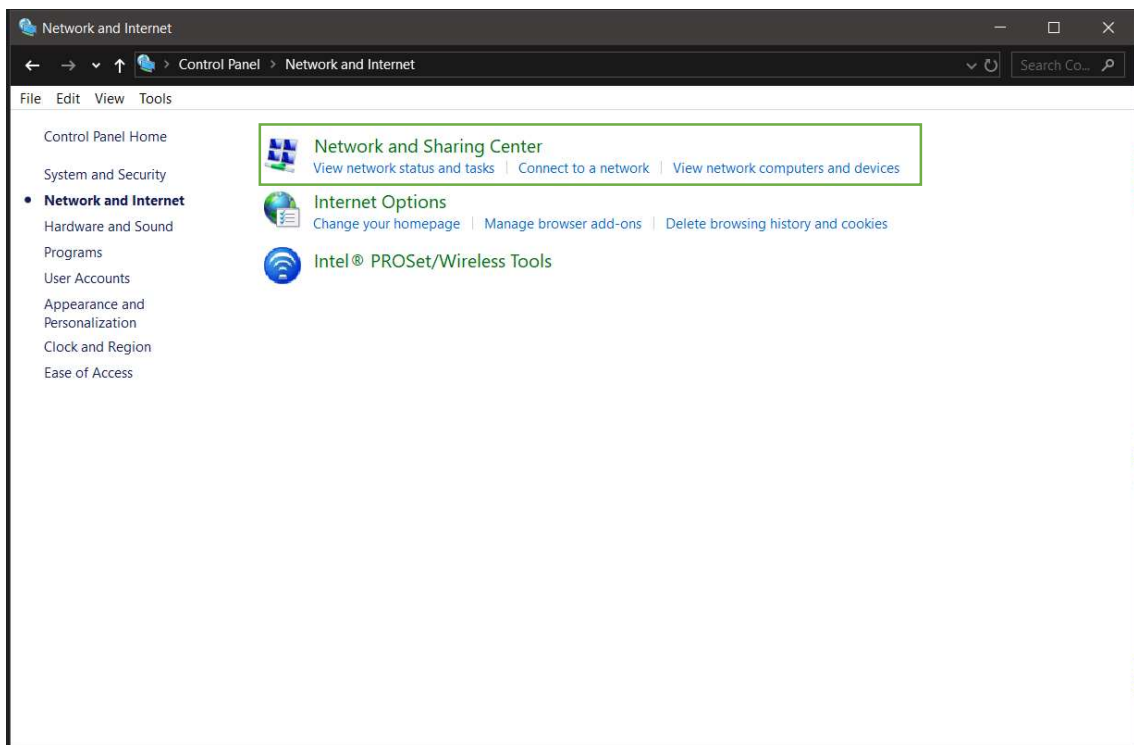 Network and Internet
Control Panel > Network and Internet
Search Co...
File Edit View Tools
Control Panel Home
System and Security
Network and Internet
Hardware and Sound
Programs
User Accounts
Appearance and
Personalization
Clock and Region
Ease of Access
Network and Sharing Center
View network status and tasks | Connect to a network | View network computers and devices
Internet Options
Change your homepage | Manage browser add-ons | Delete browsing history and cookies
Intel® PROSet/Wireless Tools